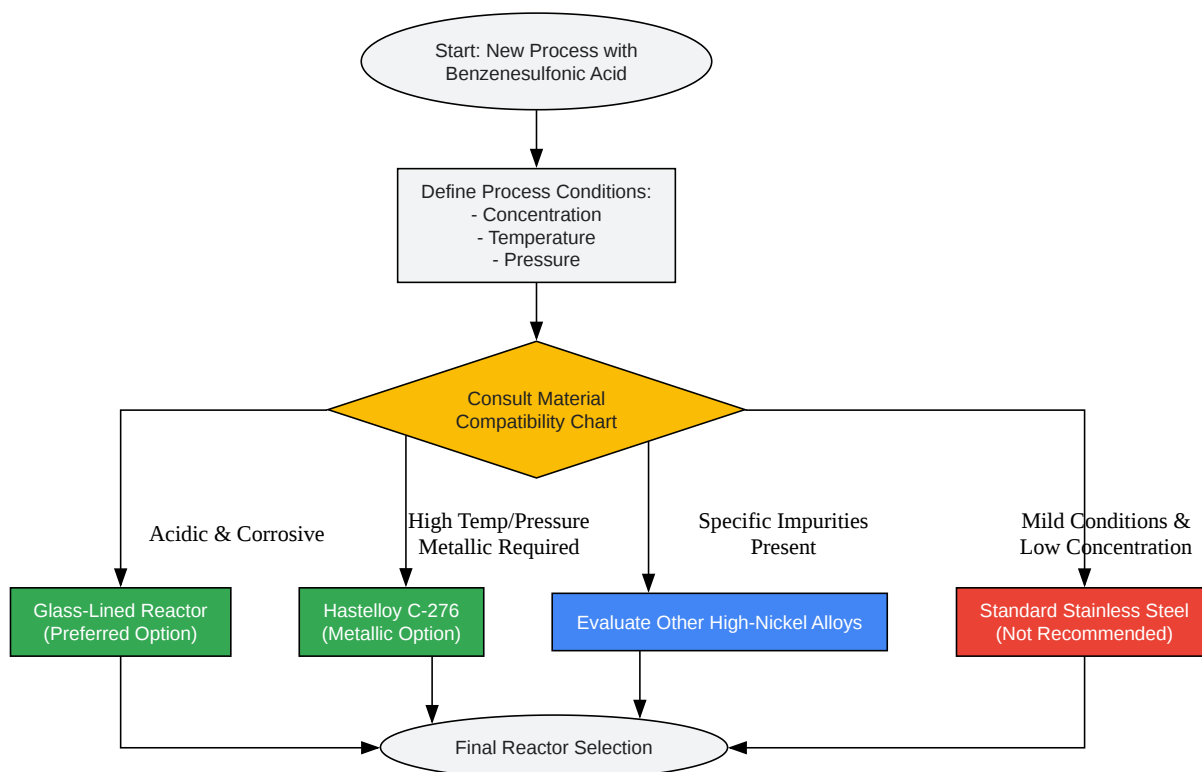 Start: New Process with
Benzenesulfonic Acid
Define Process Conditions:
- Concentration
- Temperature
- Pressure
Consult Material
Compatibility Chart
Acidic & Corrosive
High Temp/Pressure
Metallic Required
Specific Impurities
Present
Mild Conditions &
Low Concentration
Glass-Lined Reactor
(Preferred Option)
Hastelloy C-276
(Metallic Option)
Evaluate Other High-Nickel Alloys
Standard Stainless Steel
(Not Recommended)
Final Reactor Selection